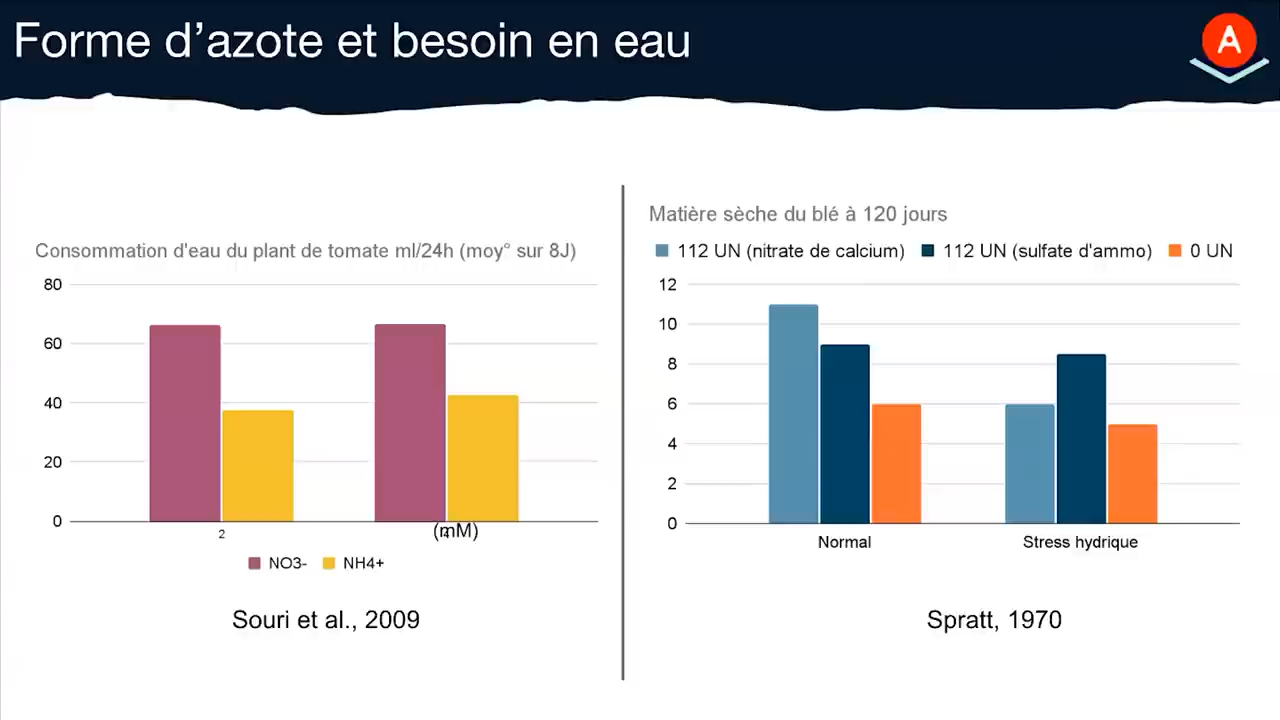 Forme d’azote et besoin en eau
A
Consommation d'eau du plant de tomate ml/24h (moy° sur 8J)
80
60
40
20
0
2
(mM)
NO3-
NH4+
Souri et al., 2009
Matière sèche du blé à 120 jours
112 UN (nitrate de calcium)
112 UN (sulfate d'ammo)
0 UN
12
10
8
6
4
2
0
Normal
Stress hydrique
Spratt, 1970